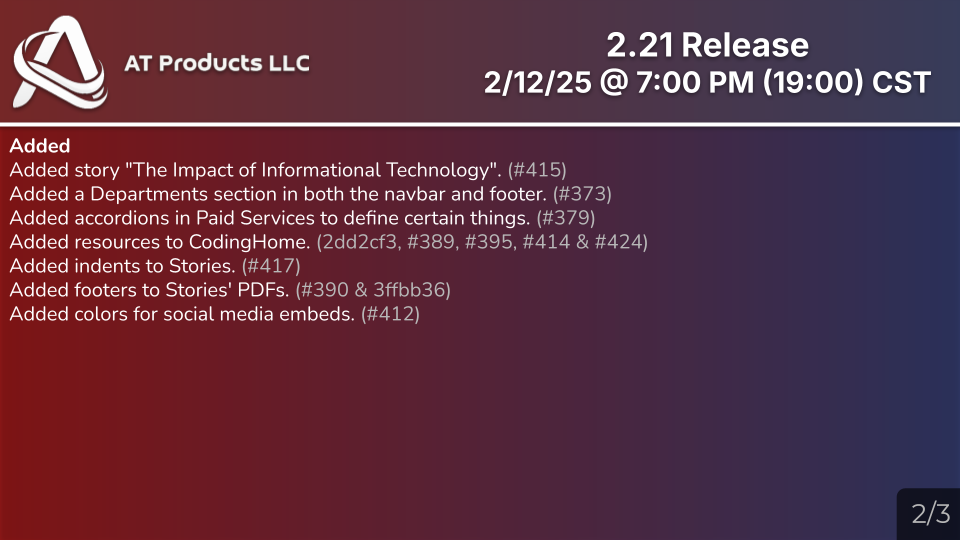 AT Products LLC
2.21 Release
2/12/25 @ 7:00 PM (19:00) CST
Added
Added story "The Impact of Informational Technology". (#415)
Added a Departments section in both the navbar and footer. (#373)
Added accordions in Paid Services to define certain things. (#379)
Added resources to CodingHome. (2dd2cf3, #389, #395, #414 & #424)
Added indents to Stories. (#417)
Added footers to Stories' PDFs. (#390 & 3ffbb36)
Added colors for social media embeds. (#412)
2/3